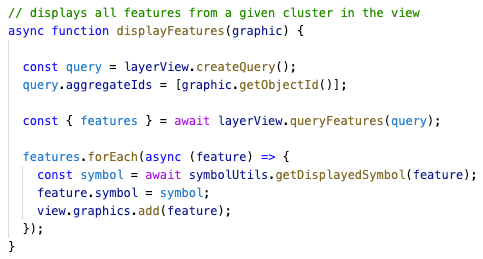 // displays all features from a given cluster in the view
async function displayFeatures(graphic) {
const query = layerView.createQuery();
query.aggregateIds = [graphic.getObjectId()];
const { features } = await layerView.queryFeatures(query);
features.forEach(async (feature) => {
const symbol = await symbolUtils.getDisplayedSymbol(feature);
feature.symbol = symbol;
view.graphics.add(feature);
});
}